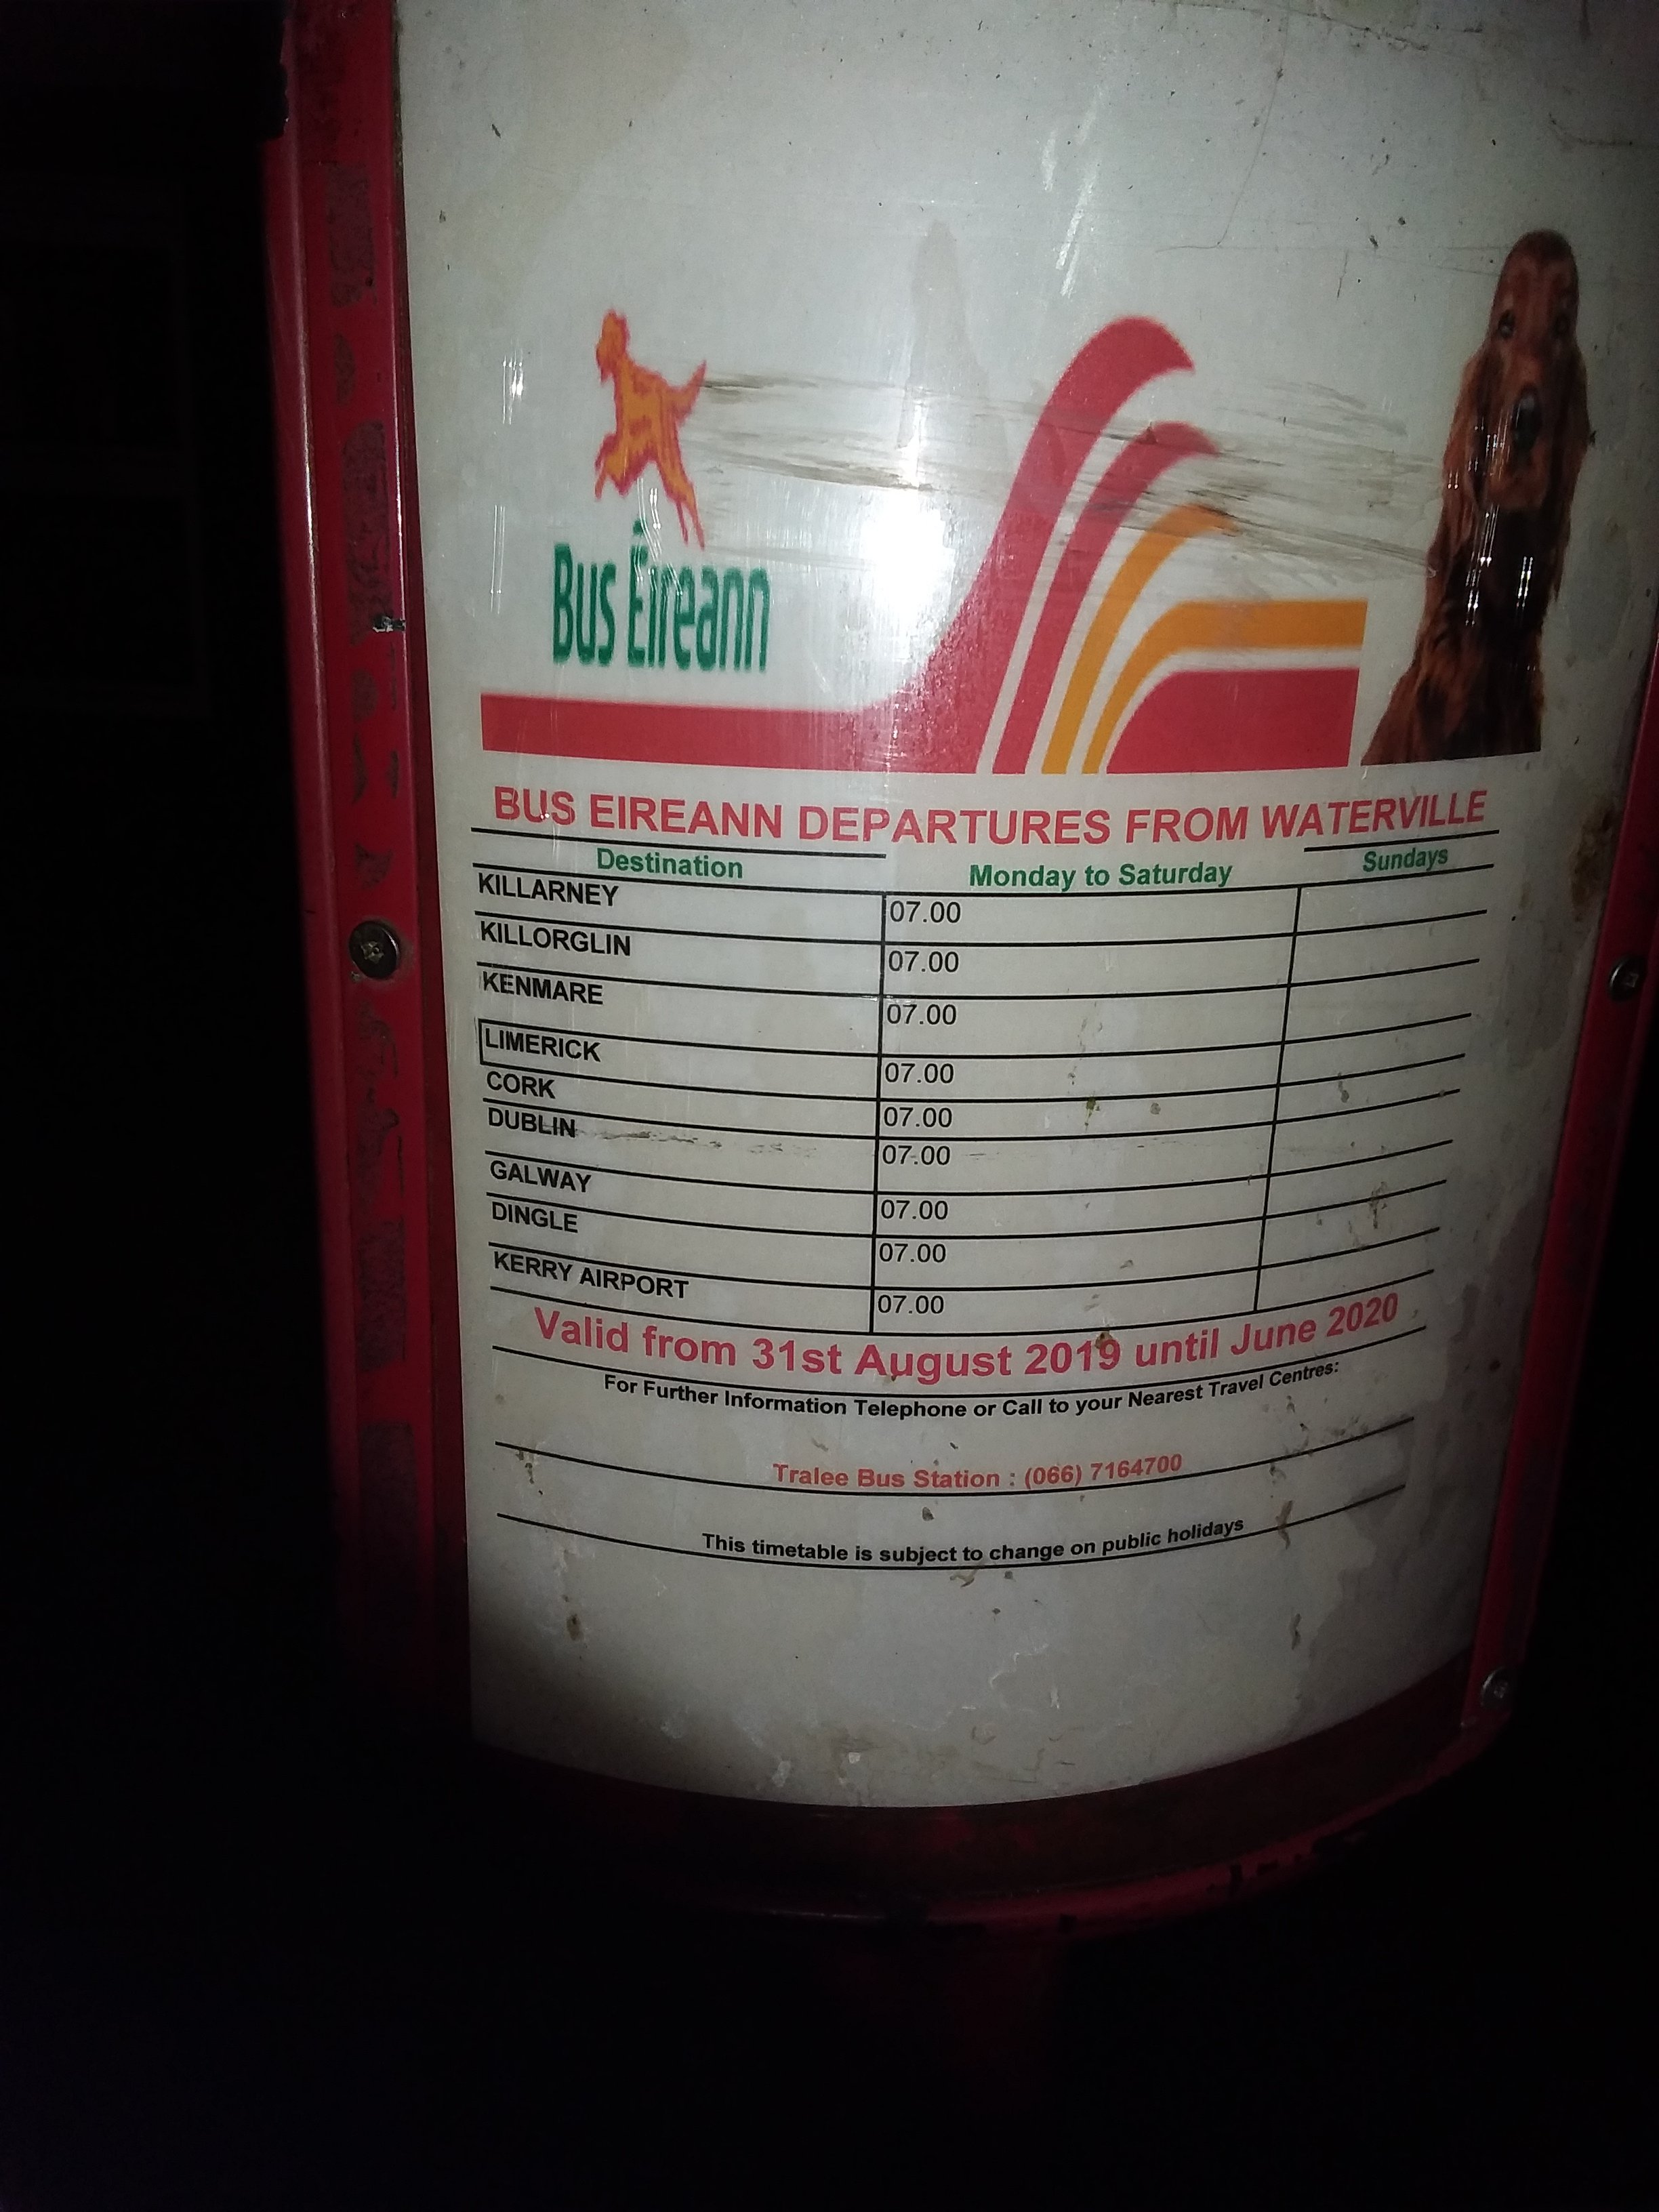 Bus Éireann
BUS EIREANN DEPARTURES FROM WATERVILLE
Destination Monday to Saturday Sundays
KILLARNEY 07.00
KILLORGLIN 07.00
KENMARE 07.00
LIMERICK 07.00
CORK 07.00
DUBLIN 07.00
GALWAY 07.00
DINGLE 07.00
KERRY AIRPORT 07.00
Valid from 31st August 2019 until June 2020
For Further Information Telephone or Call to your Nearest Travel Centres:
Tralee Bus Station : (066) 7164700
This timetable is subject to change on public holidays